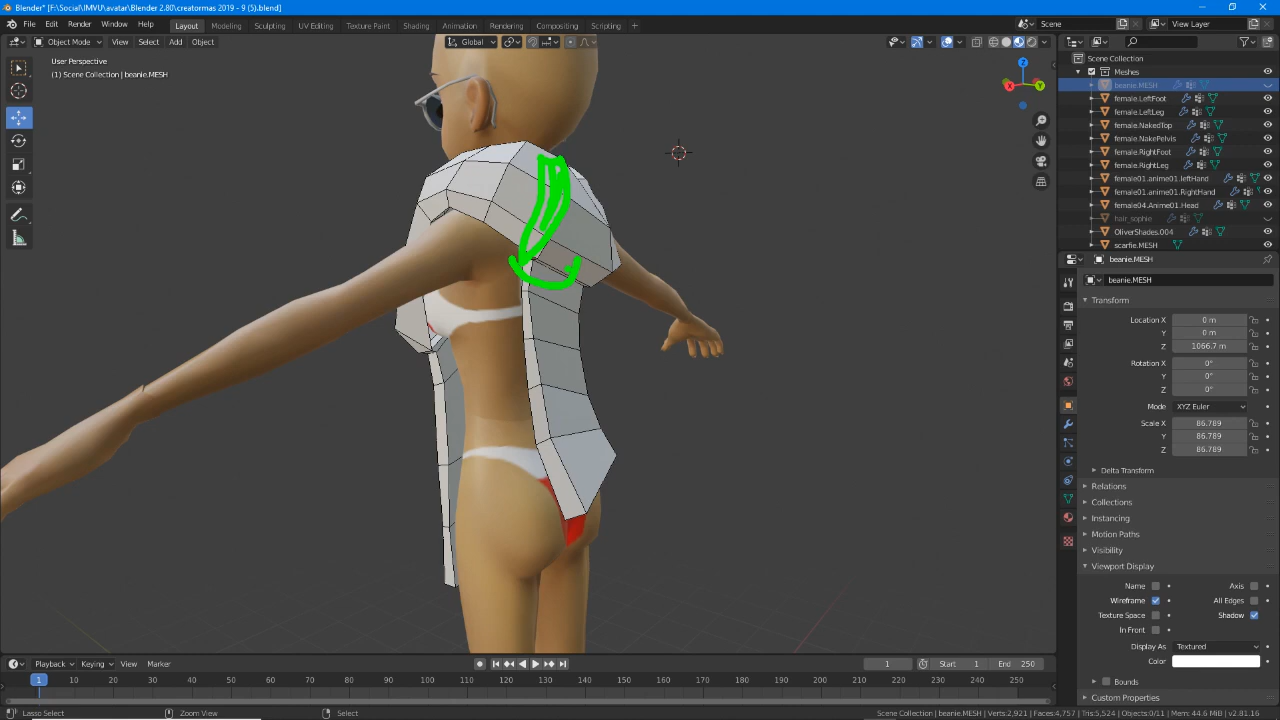 Blender* [F:\Social\IMVU\avatar\Blender 2.80\creatormas 2019 - 9 (5).blend]
File Edit Render Window Help Layout Modeling Sculpting UV Editing Texture Paint Shading Animation Rendering Compositing Scripting + Scene View Layer
Object Mode View Select Add Object Global
User Perspective
(1) Scene Collection | beanie.MESH
Scene Collection
Meshes
beanie.MESH
female.LeftFoot
female.LeftLeg
female.NakedTop
female.NakePelvis
female.RightFoot
female.RightLeg
female01.anime01.leftHand
female01.anime01.RightHand
female04.Anime01.Head
hair_sophie
OliverShades.004
scarfie.MESH
beanie.MESH
beanie.MESH
Transform
Location X 0 m
Y 0 m
Z 1066.7 m
Rotation X 0°
Y 0°
Z 0°
Mode XYZ Euler
Scale X 86.789
Y 86.789
Z 86.789
Delta Transform
Relations
Collections
Instancing
Motion Paths
Visibility
Viewport Display
Name Axis
Wireframe All Edges
Texture Space Shadow
In Front
Display As Textured
Color
Bounds
Custom Properties
Playback Keying View Marker 1 Start 1 End 250
1 10 20 30 40 50 60 70 80 90 100 110 120 130 140 150 160 170 180 190 200 210 220 230 240 250
Lasso Select Zoom View Select Scene Collection | beanie.MESH | Verts:2,921 | Faces:4,757 | Tris:5,524 | Objects:0/11 | Mem: 44.6 MiB | v2.81.16